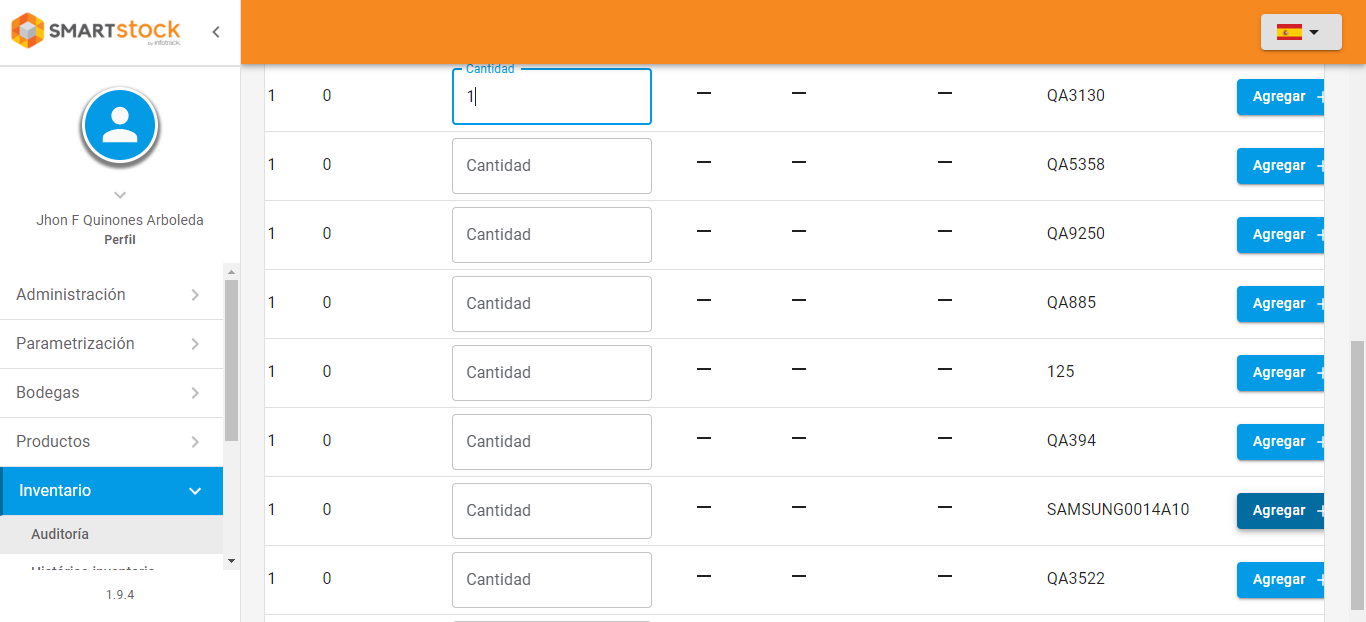 SMARTstock
by infotrack.
Jhon F Quinones Arboleda
Perfil
Administración
Parametrización
Bodegas
Productos
Inventario
Auditoría
Histórico inventario
1.9.4
Cantidad
1 0 1 — — — QA3130 Agregar +
1 0 Cantidad — — — QA5358 Agregar +
1 0 Cantidad — — — QA9250 Agregar +
1 0 Cantidad — — — QA885 Agregar +
1 0 Cantidad — — — 125 Agregar +
1 0 Cantidad — — — QA394 Agregar +
1 0 Cantidad — — — SAMSUNG0014A10 Agregar +
1 0 Cantidad — — — QA3522 Agregar +